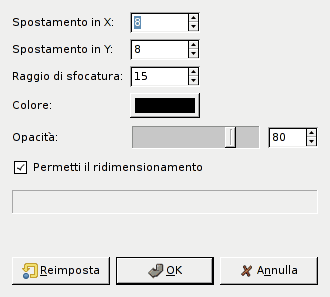 Spostamento in X: 8
Spostamento in Y: 8
Raggio di sfocatura: 15
Colore:
Opacità: 80
Permetti il ridimensionamento
Reimposta OK Annulla